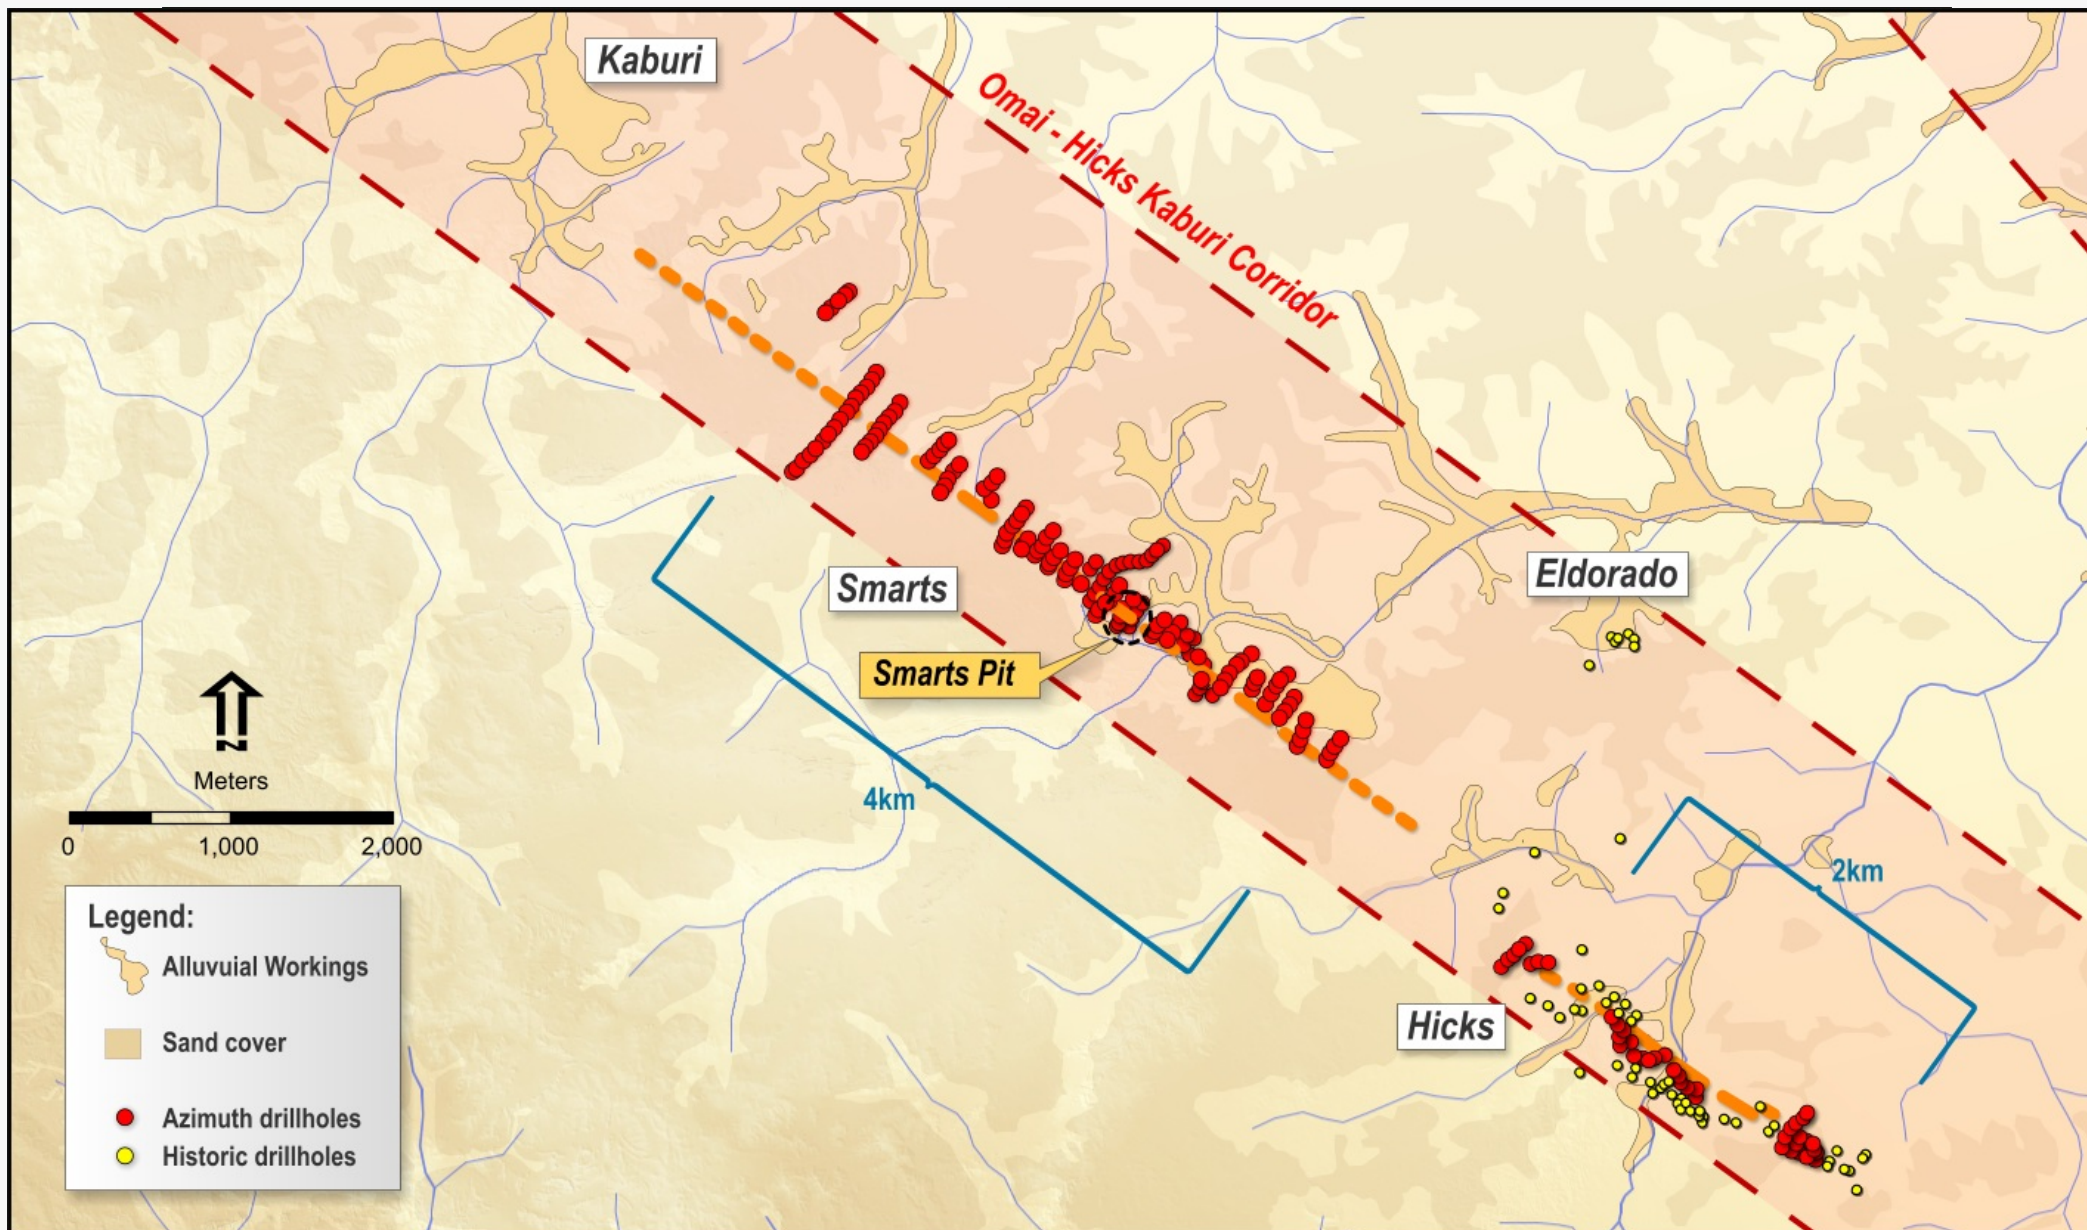 Kaburi
Omai - Hicks Kaburi Corridor
Eldorado
Smarts
Smarts Pit
N
Meters
0 1,000 2,000
4km
2km
Hicks
Legend:
Alluvuial Workings
Sand cover
Azimuth drillholes
Historic drillholes